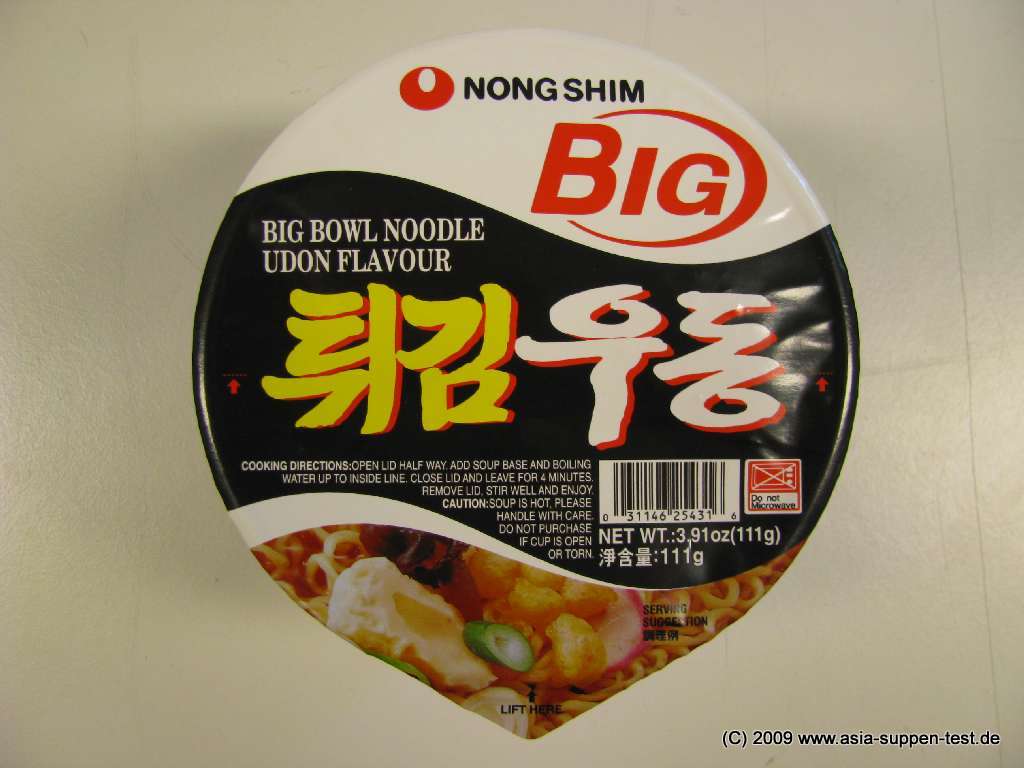 NONG SHIM
BIG
BIG BOWL NOODLE
UDON FLAVOUR
튀김우동
COOKING DIRECTIONS:OPEN LID HALF WAY. ADD SOUP BASE AND BOILING
WATER UP TO INSIDE LINE. CLOSE LID AND LEAVE FOR 4 MINUTES.
REMOVE LID, STIR WELL AND ENJOY.
CAUTION:SOUP IS HOT, PLEASE
HANDLE WITH CARE.
DO NOT PURCHASE
IF CUP IS OPEN
OR TORN.
0 31146 25431 6
Do not
Microwave
NET WT.:3,91oz(111g)
淨含量:111g
SERVING
SUGGESTION
調理例
LIFT HERE
(C) 2009 www.asia-suppen-test.de